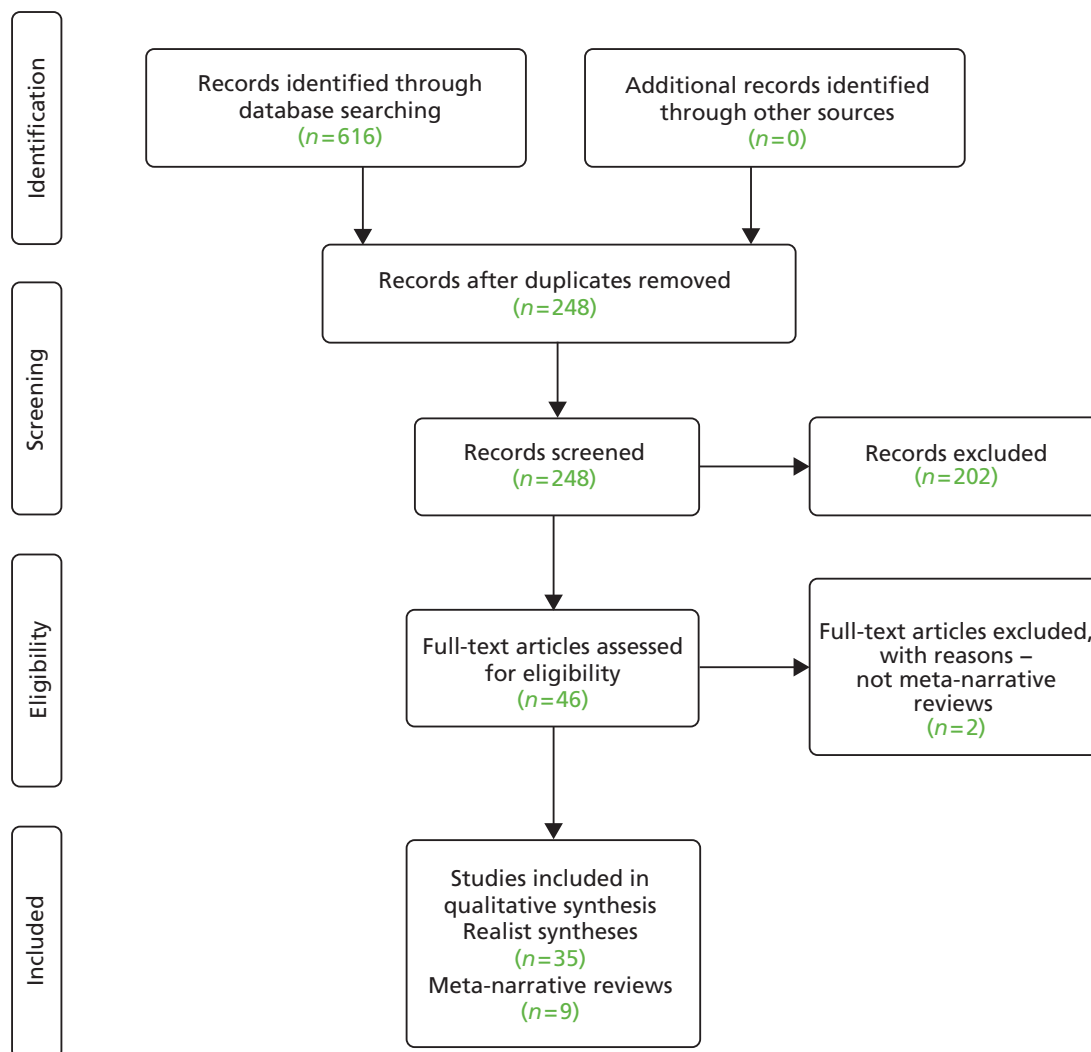 Identification
Records identified through
database searching
(n=616)
Additional records identified
through other sources
(n=0)
Records after duplicates removed
(n=248)
Screening
Records screened
(n=248)
Records excluded
(n=202)
Eligibility
Full-text articles assessed
for eligibility
(n=46)
Full-text articles excluded,
with reasons –
not meta-narrative
reviews
(n=2)
Included
Studies included in
qualitative synthesis
Realist syntheses
(n=35)
Meta-narrative reviews
(n=9)